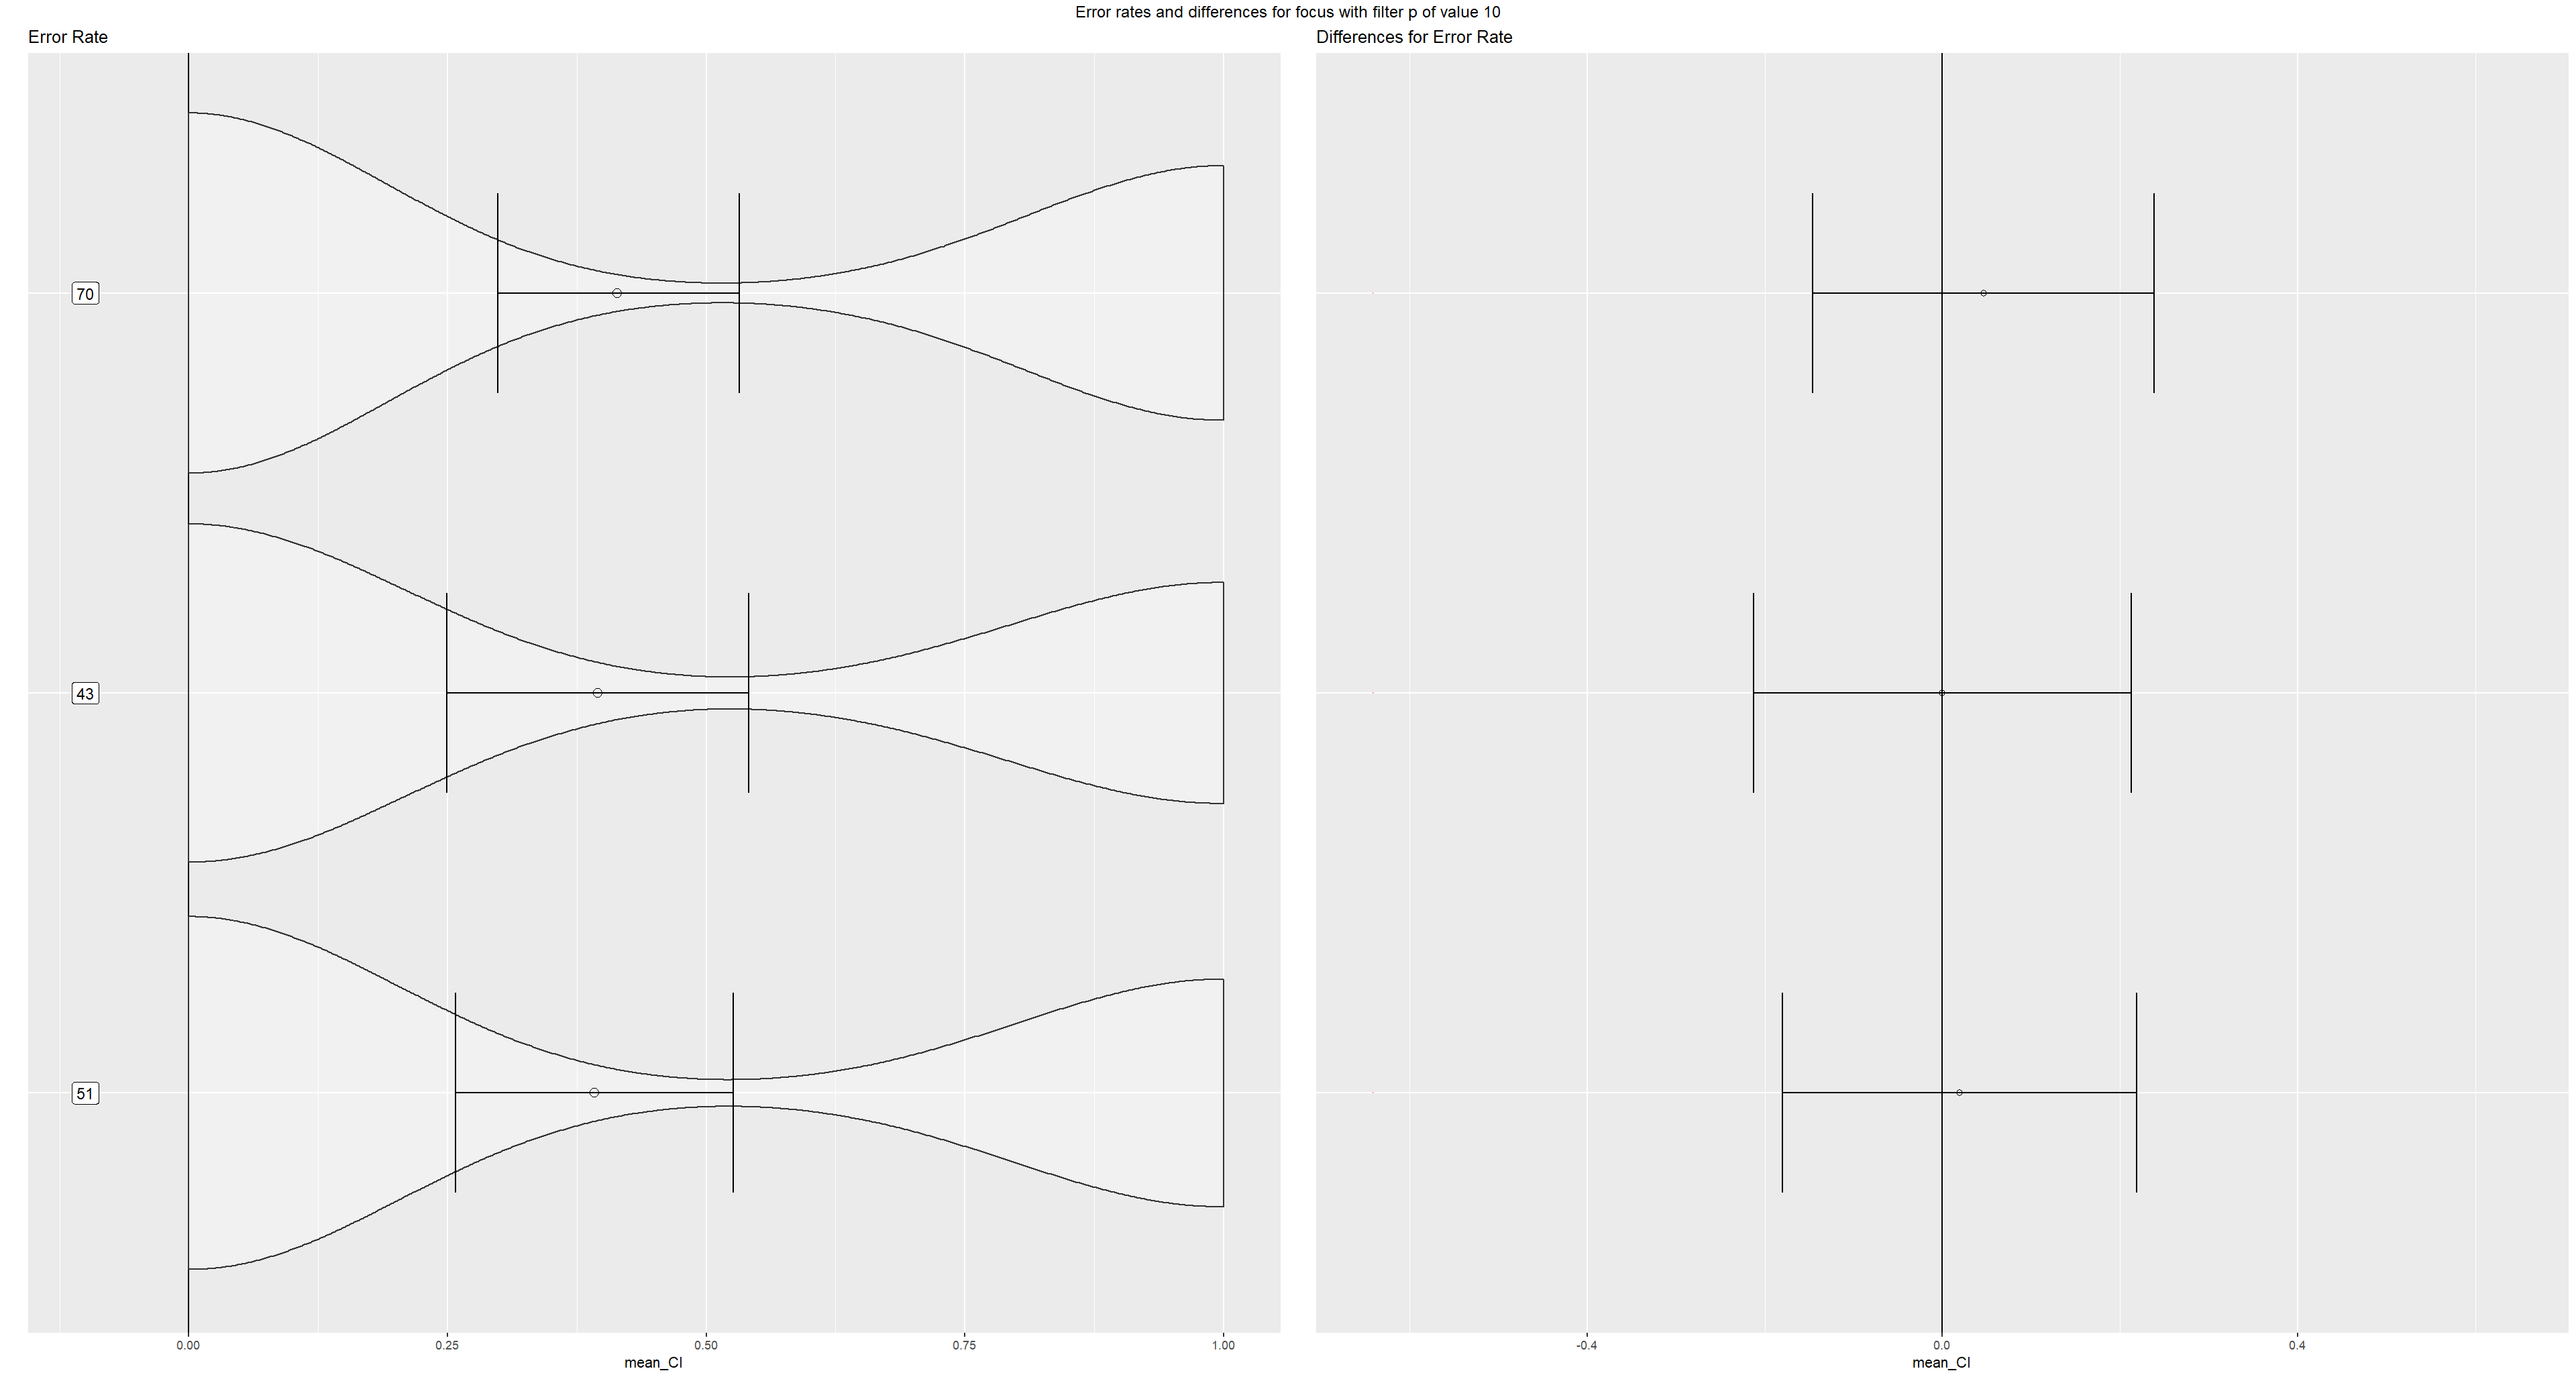 Error rates and differences for focus with filter p of value 10
Error Rate
Differences for Error Rate
70
43
51
0.00 0.25 0.50 0.75 1.00
-0.4 0.0 0.4
mean_CI
mean_CI